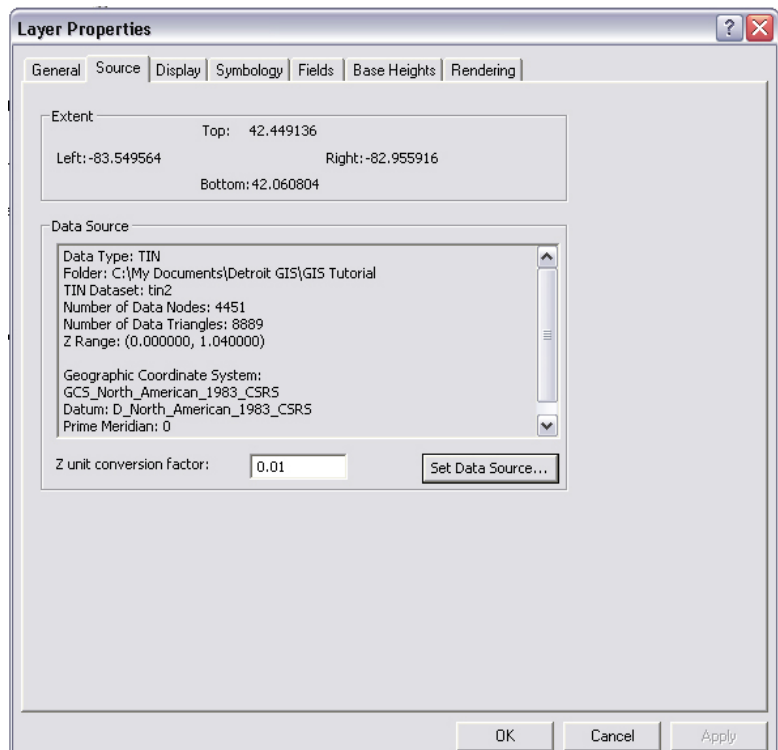 Layer Properties
General Source Display Symbology Fields Base Heights Rendering
Extent
Top: 42.449136
Left: -83.549564 Right: -82.955916
Bottom: 42.060804
Data Source
Data Type: TIN
Folder: C:\My Documents\Detroit GIS\GIS Tutorial
TIN Dataset: tin2
Number of Data Nodes: 4451
Number of Data Triangles: 8889
Z Range: (0.000000, 1.040000)
Geographic Coordinate System:
GCS_North_American_1983_CSRS
Datum: D_North_American_1983_CSRS
Prime Meridian: 0
Z unit conversion factor: 0.01 Set Data Source...
OK Cancel Apply